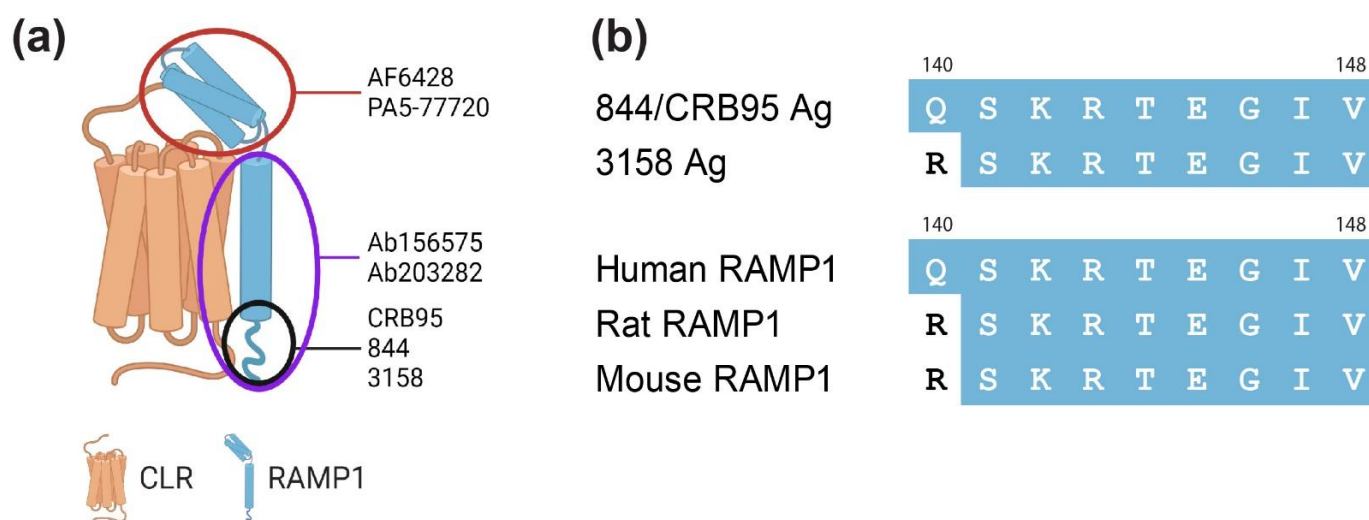 (a)
AF6428
PA5-77720
Ab156575
Ab203282
CRB95
844
3158
CLR
RAMP1
(b)
140 148
844/CRB95 Ag Q S K R T E G I V
3158 Ag R S K R T E G I V
140 148
Human RAMP1 Q S K R T E G I V
Rat RAMP1 R S K R T E G I V
Mouse RAMP1 R S K R T E G I V